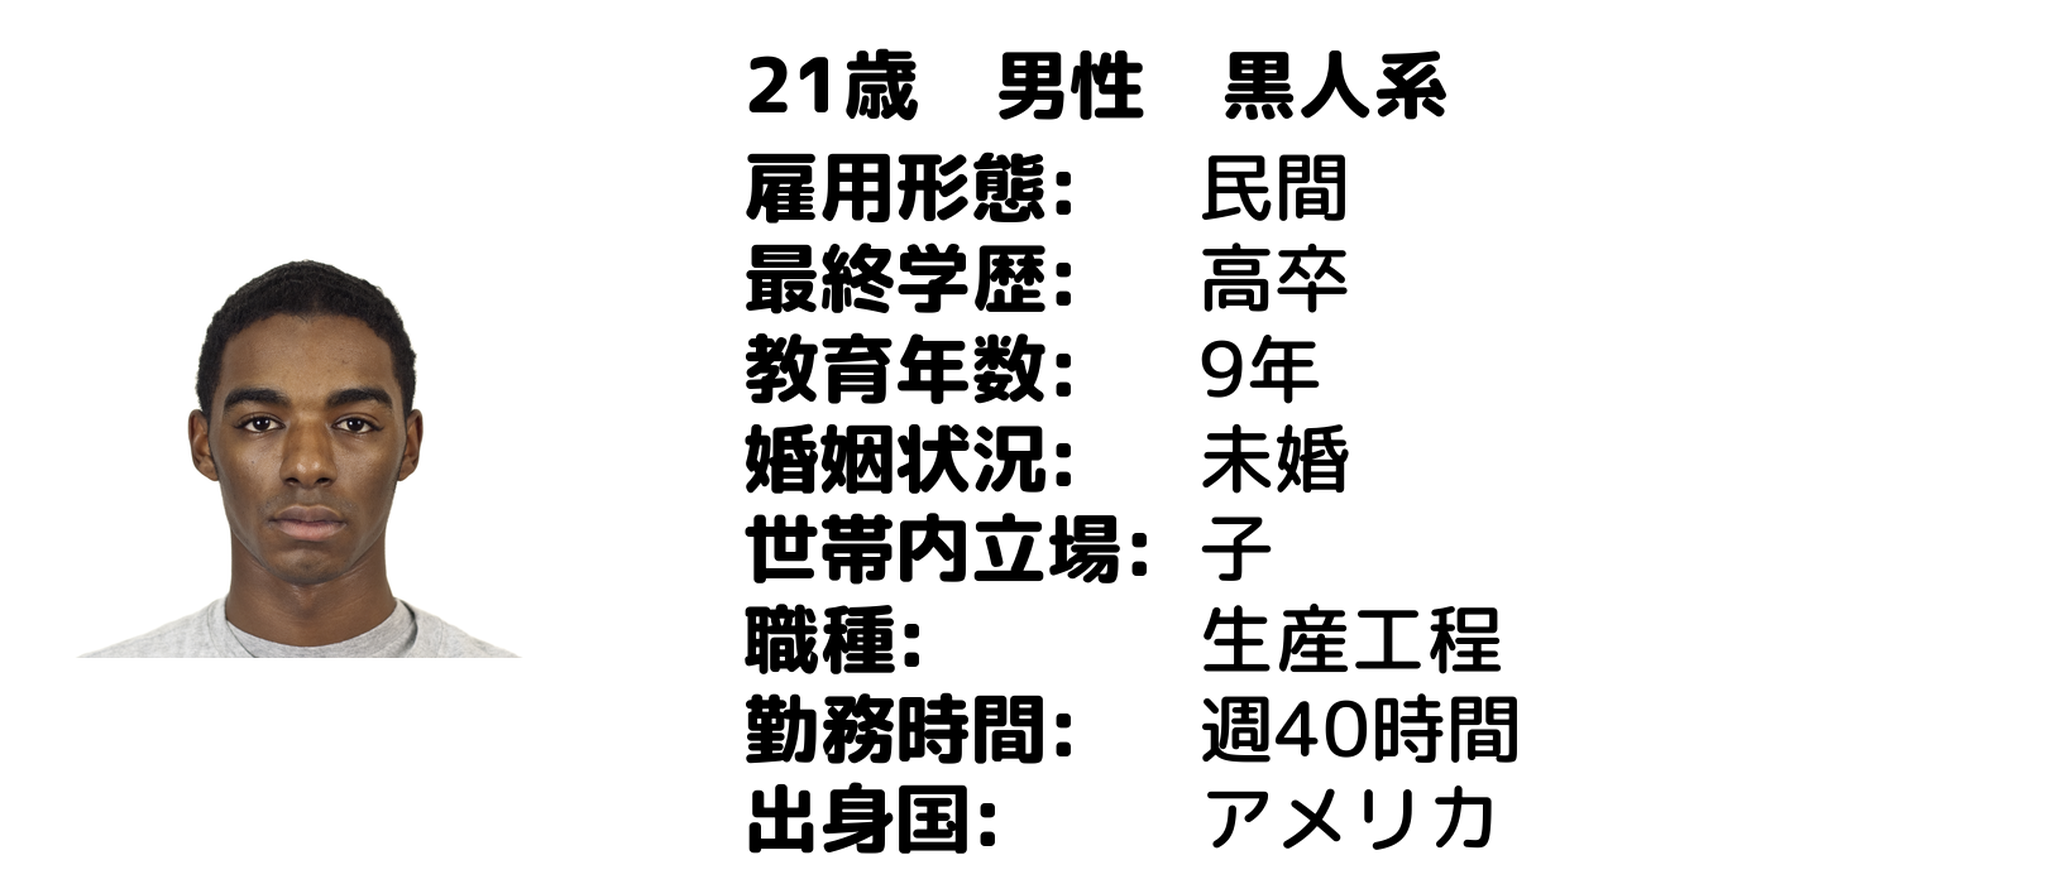 21歳　男性　黒人系
雇用形態:　民間
最終学歴:　高卒
教育年数:　9年
婚姻状況:　未婚
世帯内立場:　子
職種:　生産工程
勤務時間:　週40時間
出身国:　アメリカ